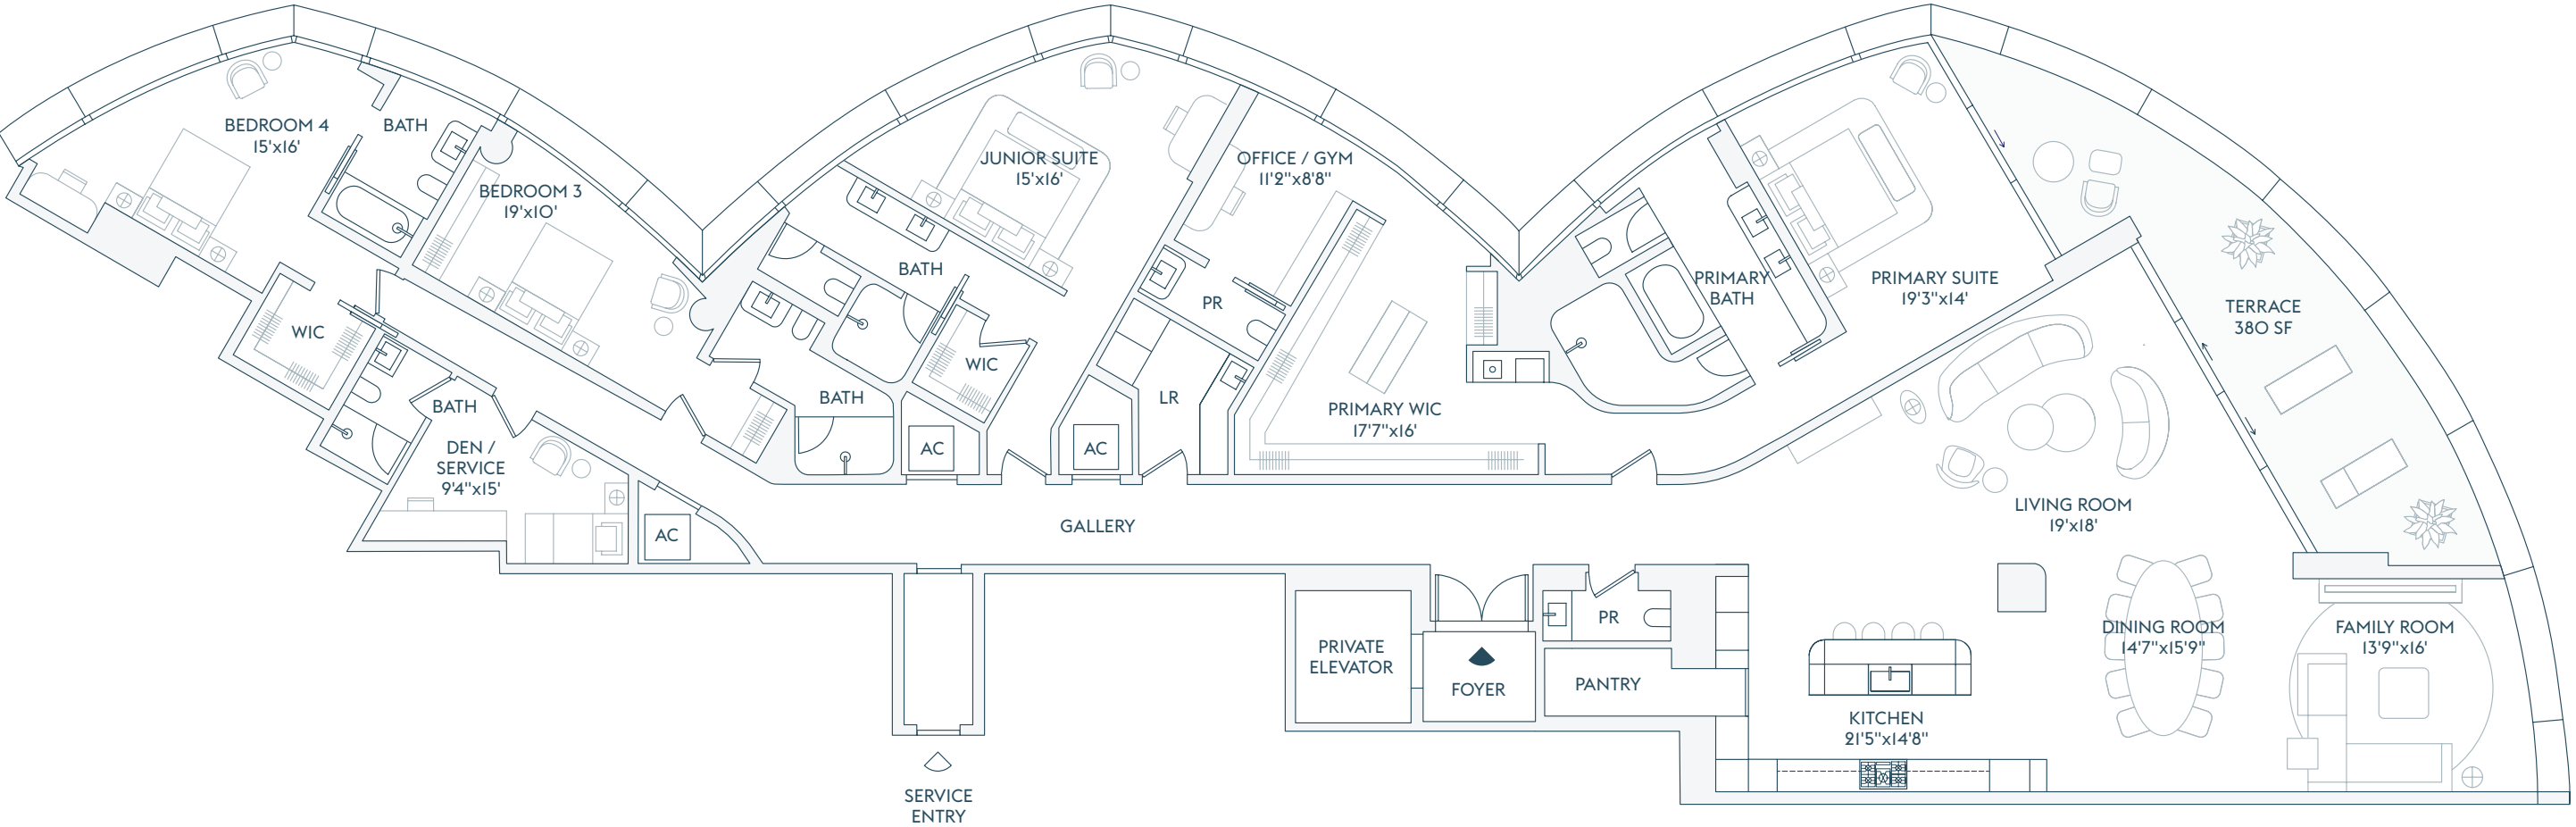 BEDROOM 4
15'x16'
BATH
BEDROOM 3
19'x10'
WIC
BATH
DEN /
SERVICE
9'4"x15'
AC
JUNIOR SUITE
15'x16'
BATH
WIC
BATH
AC
OFFICE / GYM
11'2"x8'8"
PR
LR
AC
PRIMARY WIC
17'7"x16'
PRIMARY
BATH
PRIMARY SUITE
19'3"x14'
TERRACE
380 SF
GALLERY
LIVING ROOM
19'x18'
PRIVATE
ELEVATOR
FOYER
PR
PANTRY
KITCHEN
21'5"x14'8"
DINING ROOM
14'7"x15'9"
FAMILY ROOM
13'9"x16'
SERVICE
ENTRY